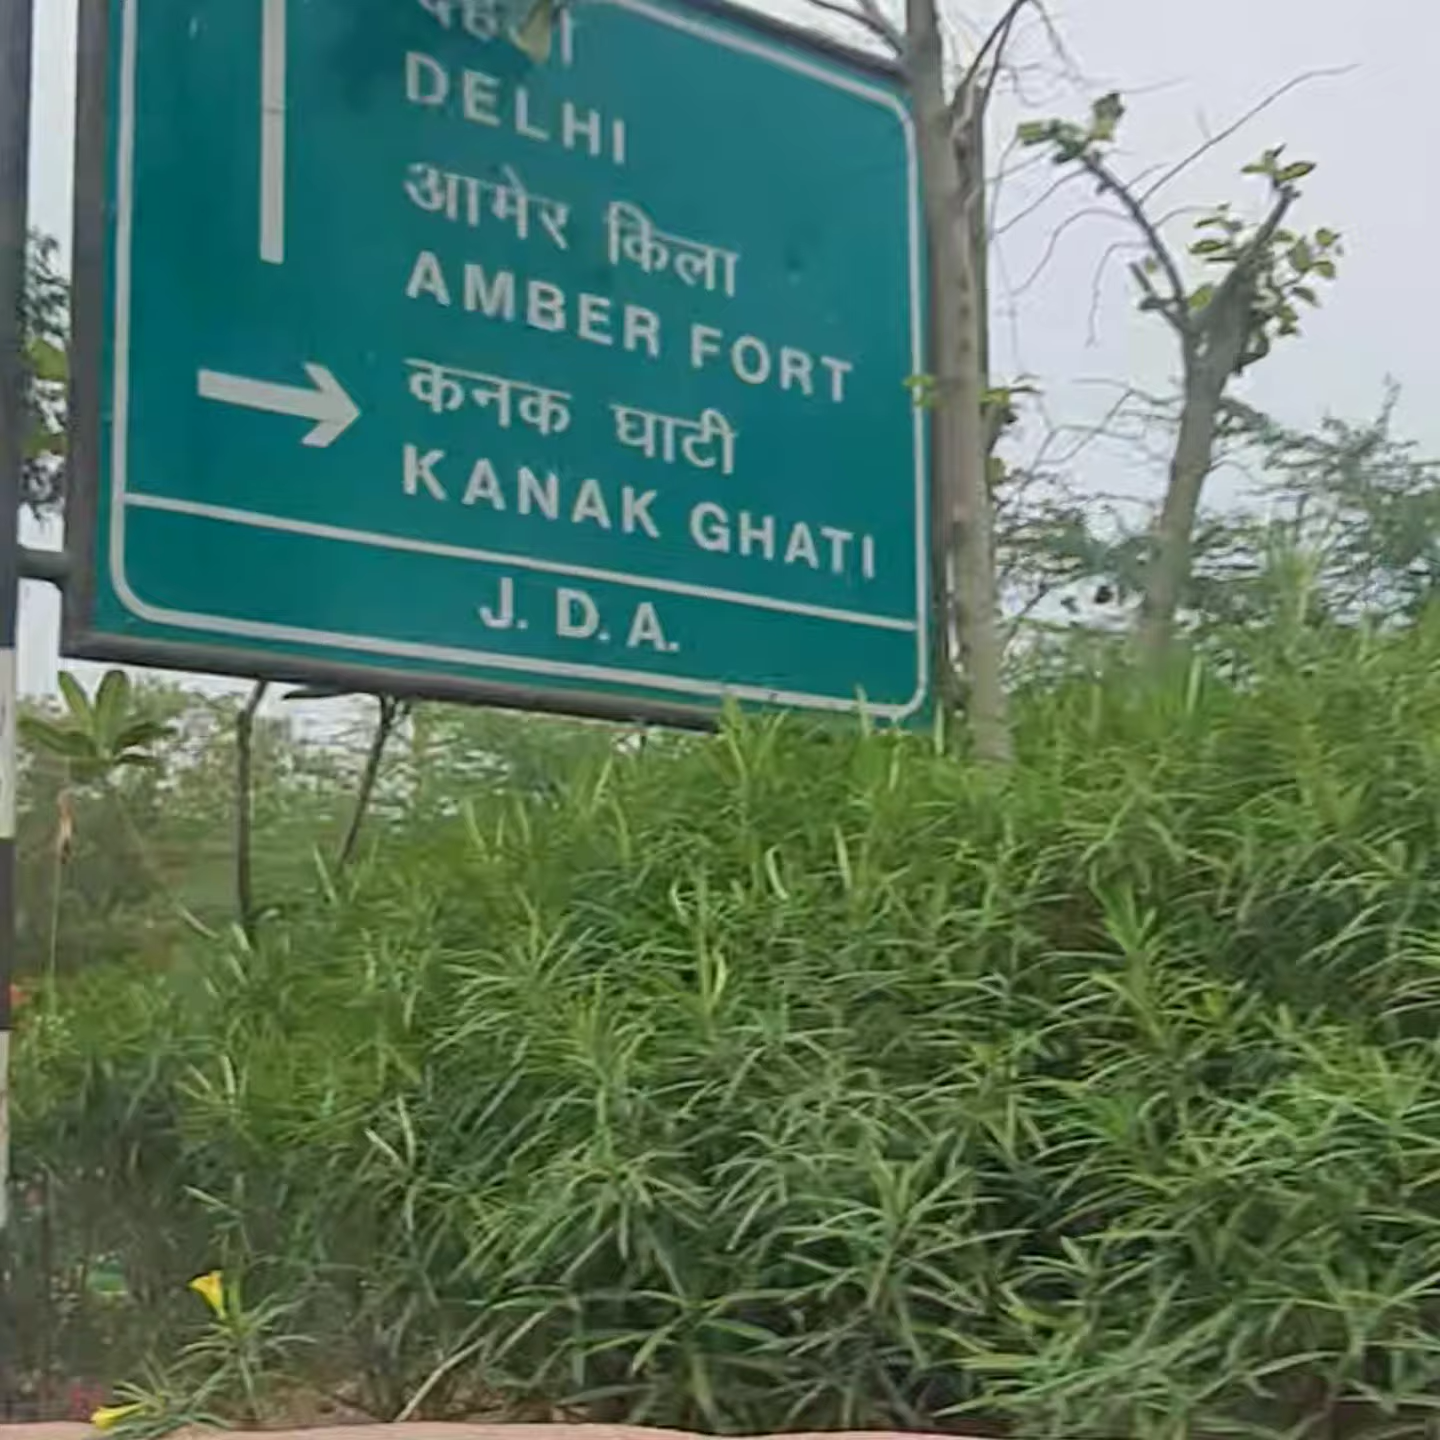 DELHI
आमेर किला
AMBER FORT
कनक घाटी
KANAK GHATI
J. D. A.